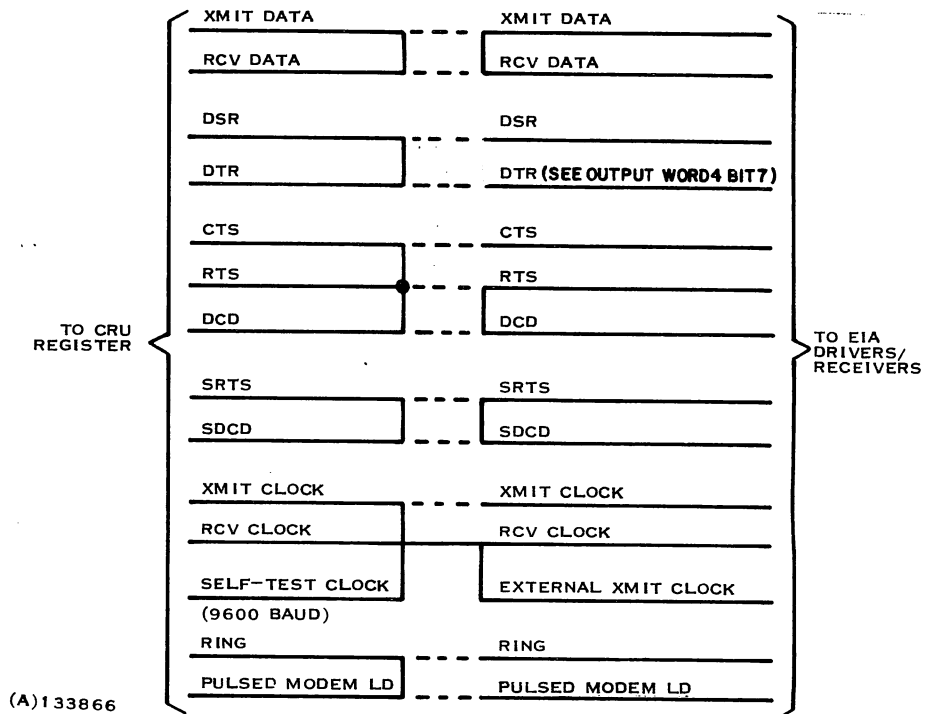 XMIT DATA XMIT DATA
RCV DATA RCV DATA
DSR DSR
DTR DTR (SEE OUTPUT WORD4 BIT7)
CTS CTS
RTS RTS
DCD DCD
TO CRU
REGISTER
TO EIA
DRIVERS/
RECEIVERS
SRTS SRTS
SDCD SDCD
XMIT CLOCK XMIT CLOCK
RCV CLOCK RCV CLOCK
SELF-TEST CLOCK EXTERNAL XMIT CLOCK
(9600 BAUD)
RING RING
PULSED MODEM LD PULSED MODEM LD
(A)133866